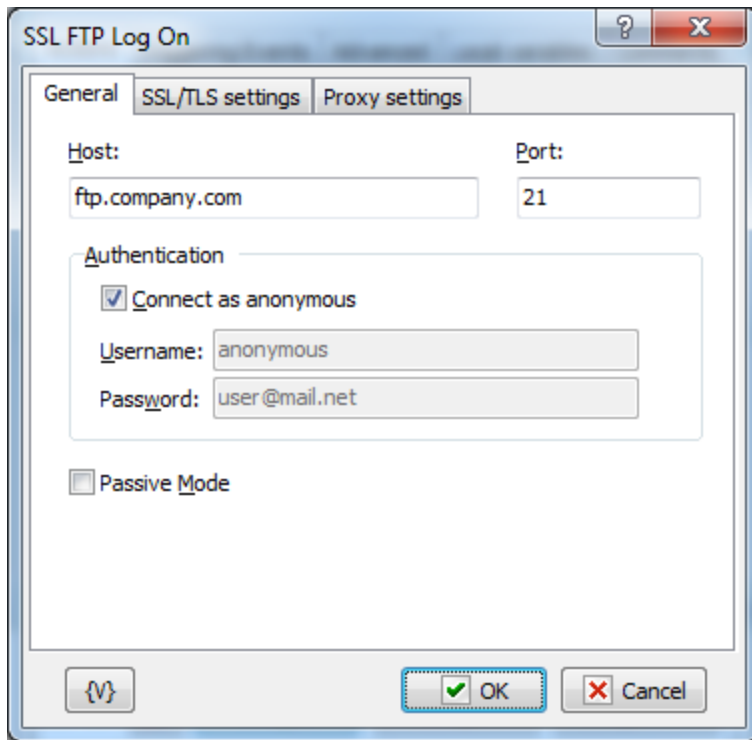 SSL FTP Log On
General SSL/TLS settings Proxy settings
Host: Port:
ftp.company.com 21
Authentication
Connect as anonymous
Username: anonymous
Password: user@mail.net
Passive Mode
{V} OK Cancel